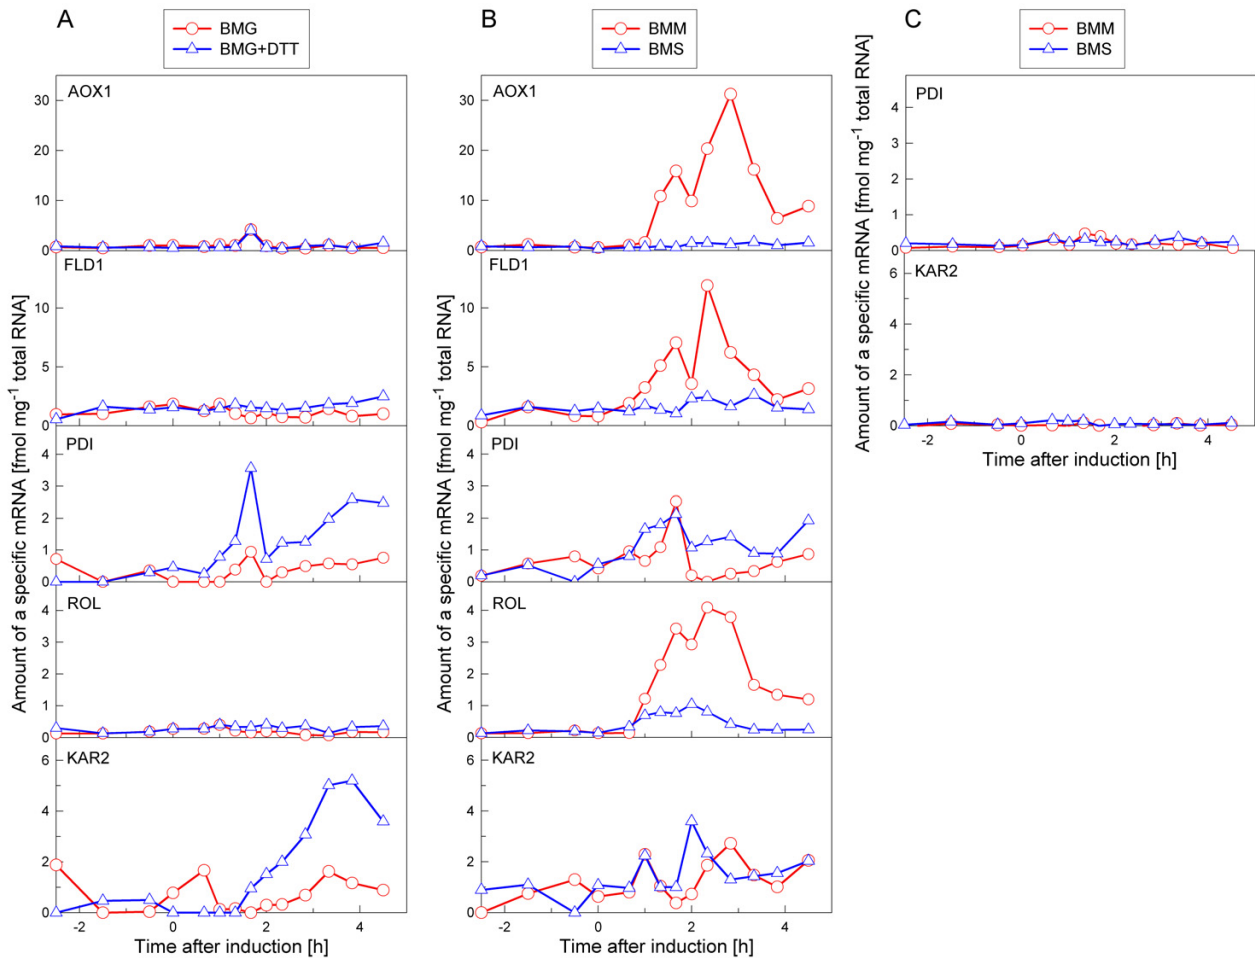 A
BMG
BMG+DTT
Amount of a specific mRNA [fmol mg⁻¹ total RNA]
AOX1
30
20
10
0
FLD1
10
5
0
PDI
4
3
2
1
0
ROL
4
3
2
1
0
KAR2
6
4
2
0
-2 0 2 4
Time after induction [h]
B
BMM
BMS
Amount of a specific mRNA [fmol mg⁻¹ total RNA]
AOX1
30
20
10
0
FLD1
10
5
0
PDI
4
3
2
1
0
ROL
4
3
2
1
0
KAR2
6
4
2
0
-2 0 2 4
Time after induction [h]
C
BMM
BMS
Amount of a specific mRNA [fmol mg⁻¹ total RNA]
PDI
4
3
2
1
0
KAR2
6
4
2
0
-2 0 2 4
Time after induction [h]